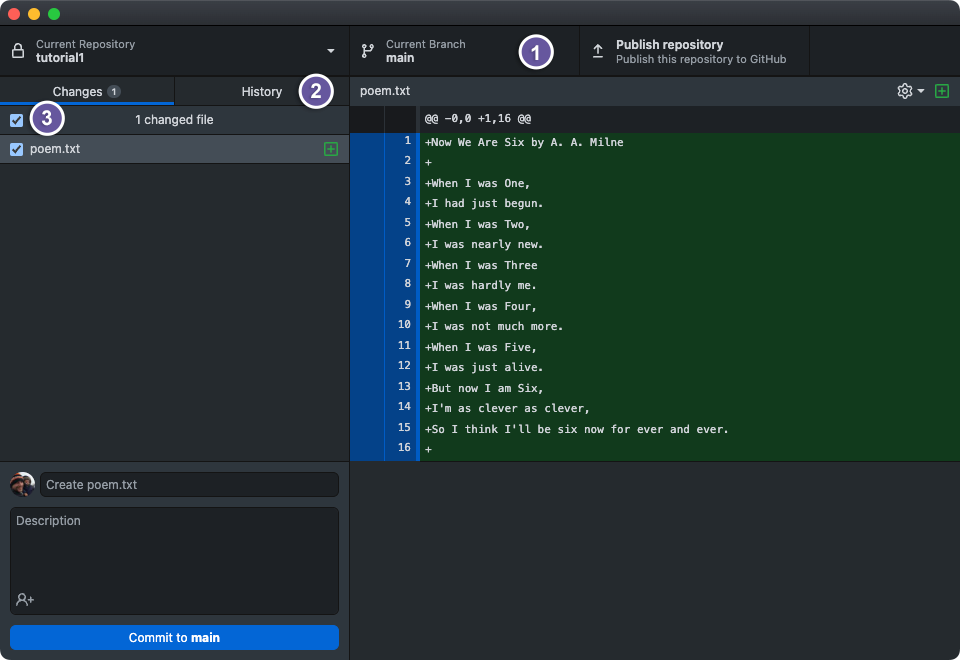 Current Repository
tutorial1
Current Branch
main
1
Publish repository
Publish this repository to GitHub
Changes 1
History
2
poem.txt
3
1 changed file
poem.txt
@@ -0,0 +1,16 @@
1 +Now We Are Six by A. A. Milne
2 +
3 +When I was One,
4 +I had just begun.
5 +When I was Two,
6 +I was nearly new.
7 +When I was Three
8 +I was hardly me.
9 +When I was Four,
10 +I was not much more.
11 +When I was Five,
12 +I was just alive.
13 +But now I am Six,
14 +I'm as clever as clever,
15 +So I think I'll be six now for ever and ever.
16 +
Create poem.txt
Description
Commit to main